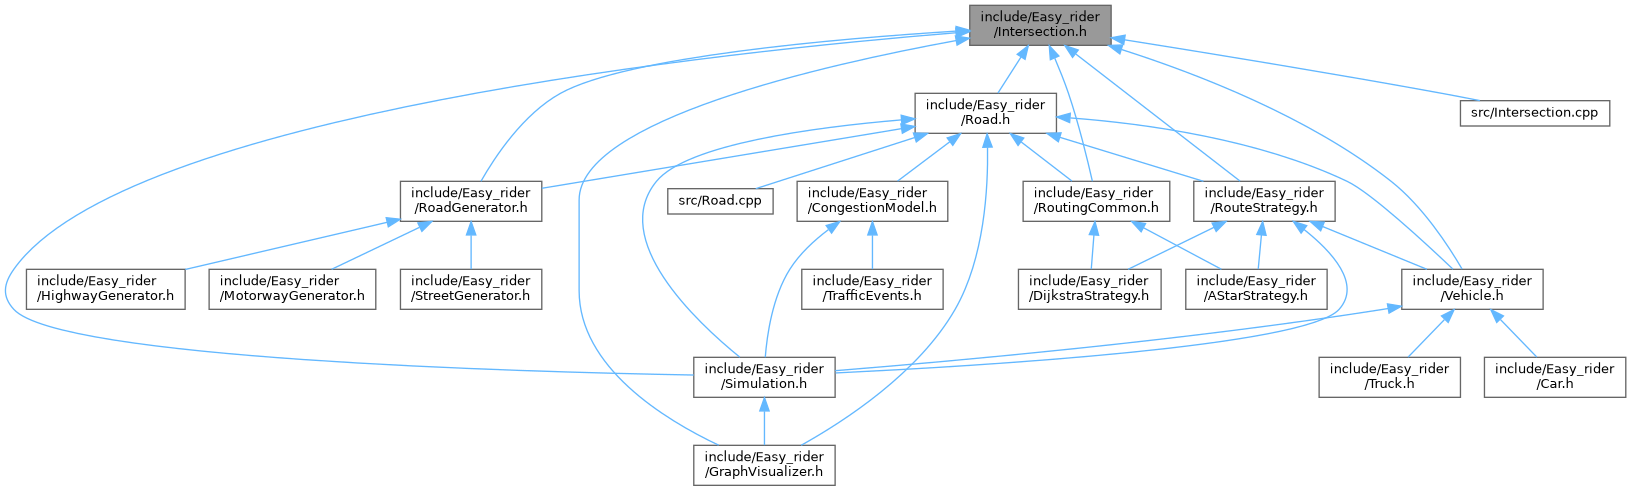 include/Easy_rider
/Intersection.h
include/Easy_rider
/Road.h
src/Intersection.cpp
include/Easy_rider
/RoadGenerator.h
src/Road.cpp
include/Easy_rider
/CongestionModel.h
include/Easy_rider
/RoutingCommon.h
include/Easy_rider
/RouteStrategy.h
include/Easy_rider
/HighwayGenerator.h
include/Easy_rider
/MotorwayGenerator.h
include/Easy_rider
/StreetGenerator.h
include/Easy_rider
/TrafficEvents.h
include/Easy_rider
/DijkstraStrategy.h
include/Easy_rider
/AStarStrategy.h
include/Easy_rider
/Vehicle.h
include/Easy_rider
/Simulation.h
include/Easy_rider
/Truck.h
include/Easy_rider
/Car.h
include/Easy_rider
/GraphVisualizer.h